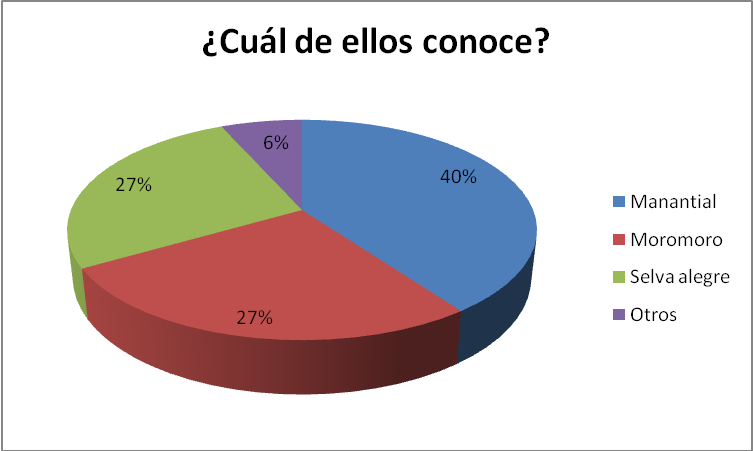 ¿Cuál de ellos conoce?
6%
40%
27%
27%
Manantial
Moromoro
Selva alegre
Otros